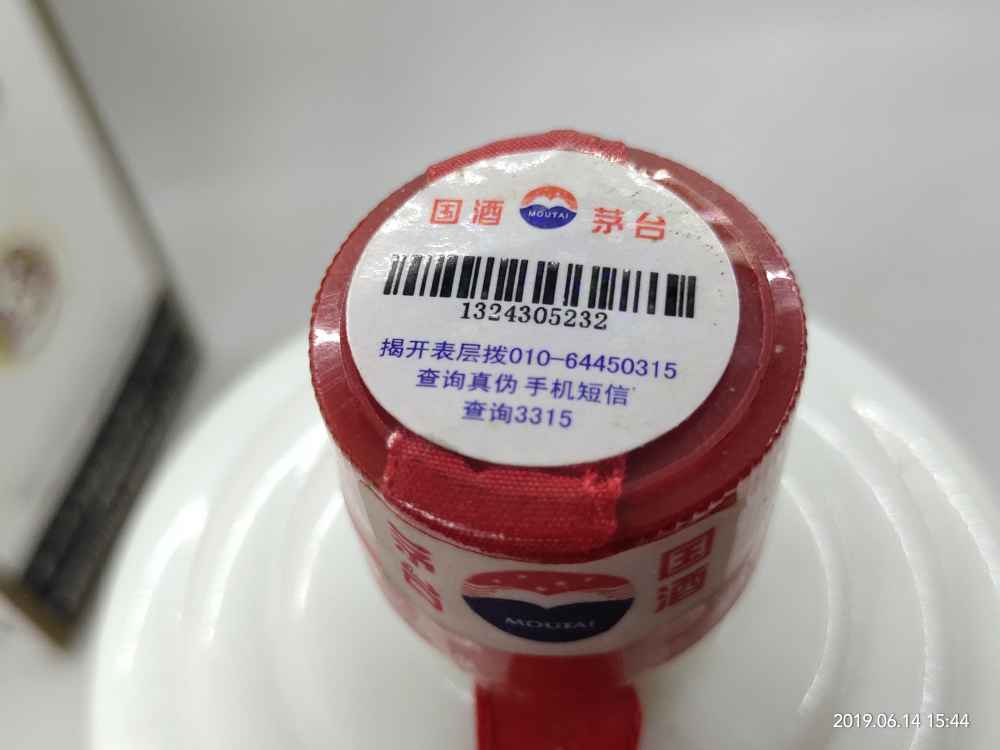 国酒 MOUTAI 茅台
1324305232
揭开表层拨010-64450315
查询真伪 手机短信
查询3315
茅台 MOUTAI 国酒
2019.06.14 15:44